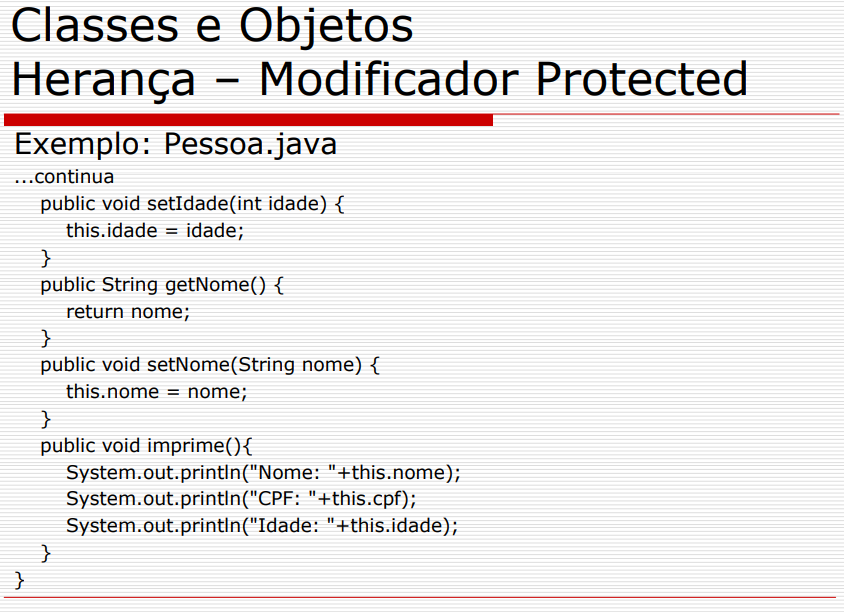 Classes e Objetos
Herança – Modificador Protected
Exemplo: Pessoa.java
...continua
public void setIdade(int idade) {
this.idade = idade;
}
public String getNome() {
return nome;
}
public void setNome(String nome) {
this.nome = nome;
}
public void imprime(){
System.out.println("Nome: "+this.nome);
System.out.println("CPF: "+this.cpf);
System.out.println("Idade: "+this.idade);
}
}